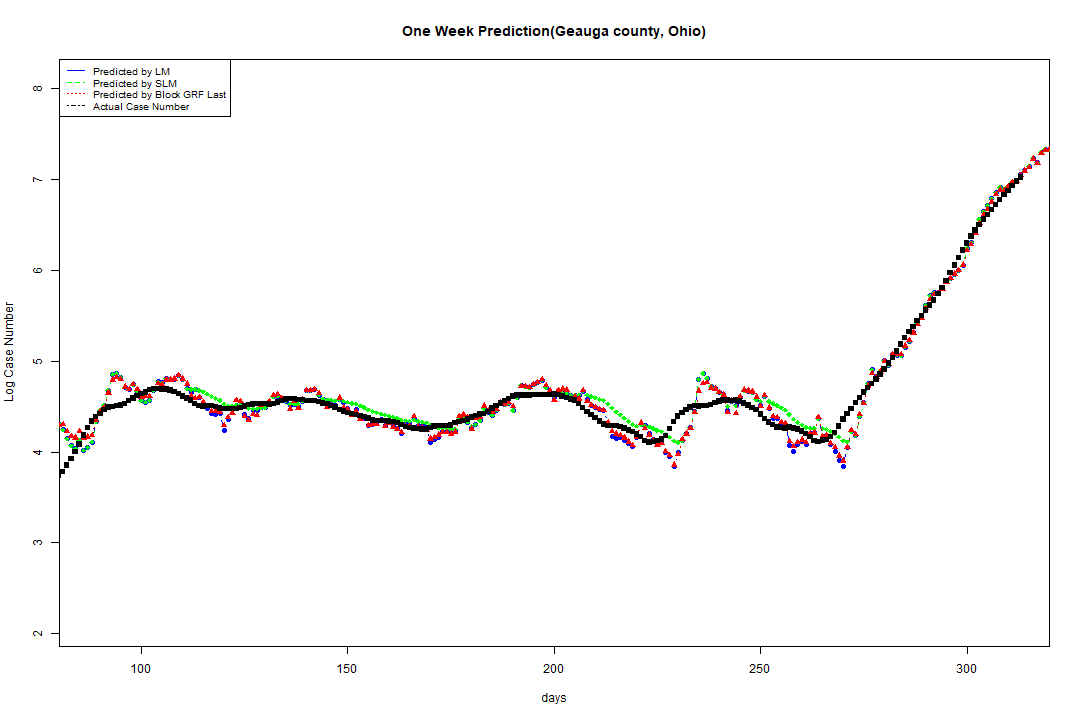 One Week Prediction(Geauga county, Ohio)
Predicted by LM
Predicted by SLM
Predicted by Block GRF Last
Actual Case Number
8
7
6
5
4
3
2
Log Case Number
100 150 200 250 300
days